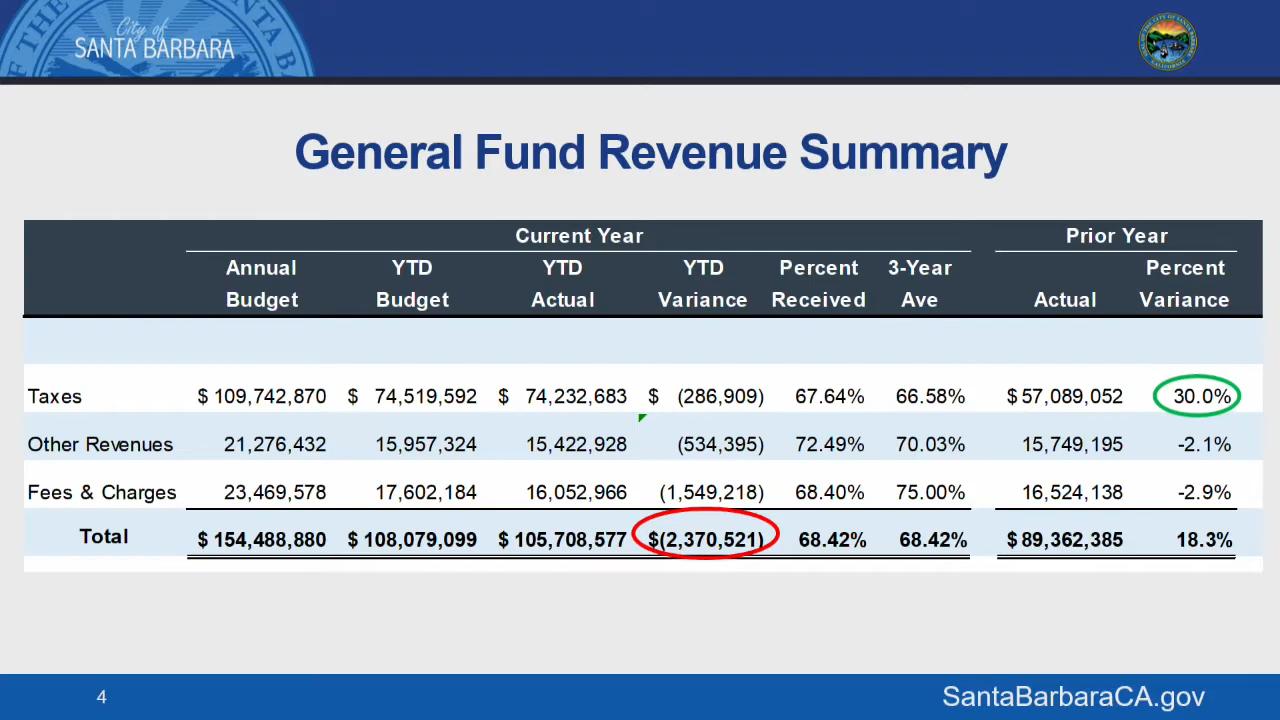 City of
SANTA BARBARA
General Fund Revenue Summary
Current Year Prior Year
Annual YTD YTD YTD Percent 3-Year Percent
Budget Budget Actual Variance Received Ave Actual Variance
Taxes $ 109,742,870 $ 74,519,592 $ 74,232,683 $ (286,909) 67.64% 66.58% $ 57,089,052 30.0%
Other Revenues 21,276,432 15,957,324 15,422,928 (534,395) 72.49% 70.03% 15,749,195 -2.1%
Fees & Charges 23,469,578 17,602,184 16,052,966 (1,549,218) 68.40% 75.00% 16,524,138 -2.9%
Total $ 154,488,880 $ 108,079,099 $ 105,708,577 $(2,370,521) 68.42% 68.42% $ 89,362,385 18.3%
4 SantaBarbaraCA.gov